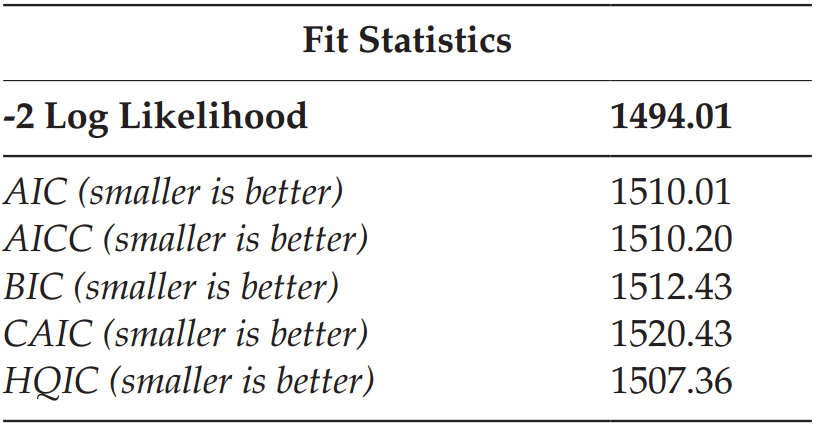 Fit Statistics
-2 Log Likelihood 1494.01
AIC (smaller is better) 1510.01
AICC (smaller is better) 1510.20
BIC (smaller is better) 1512.43
CAIC (smaller is better) 1520.43
HQIC (smaller is better) 1507.36